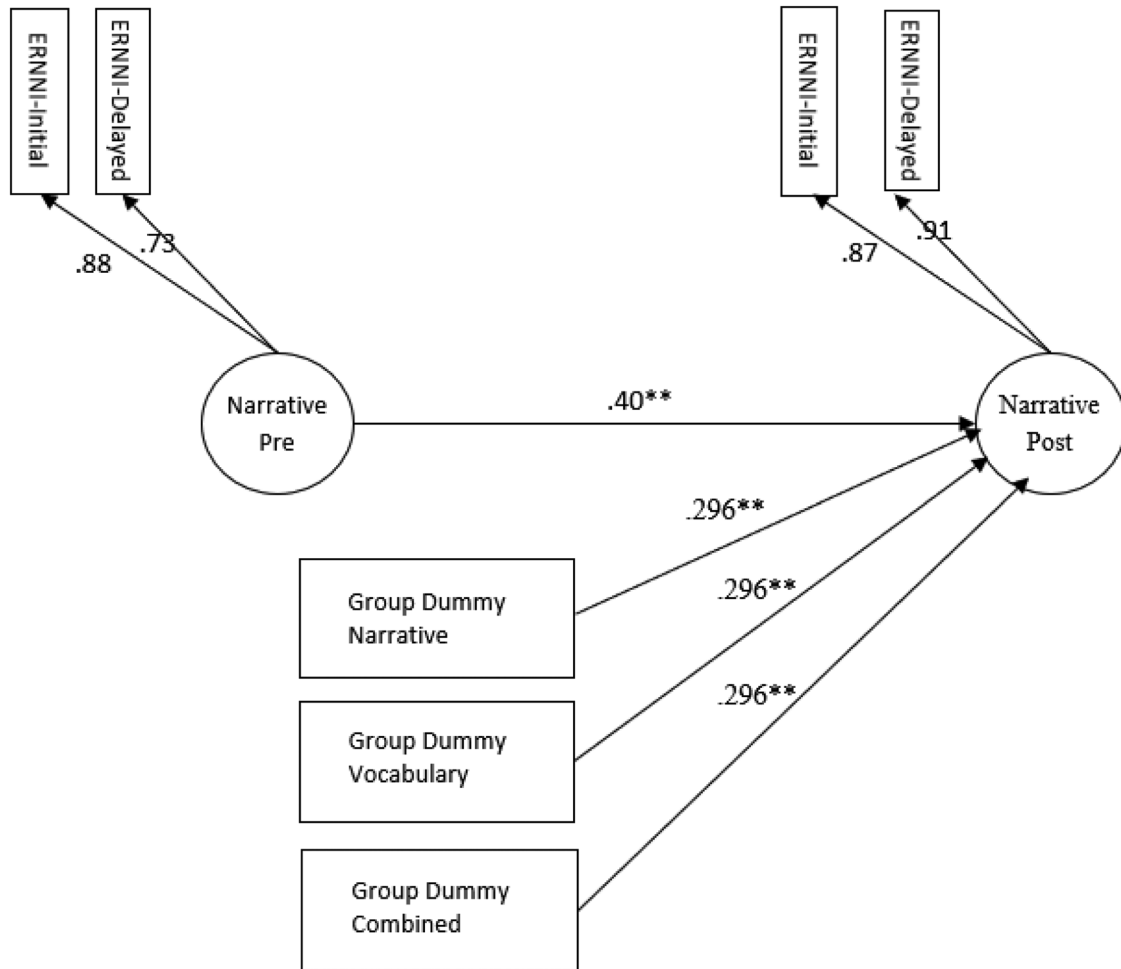 ERNNI-Initial
ERNNI-Delayed
ERNNI-Initial
ERNNI-Delayed
.88
.73
.87
.91
Narrative
Pre
.40**
Narrative
Post
.296**
Group Dummy
Narrative
.296**
Group Dummy
Vocabulary
.296**
Group Dummy
Combined